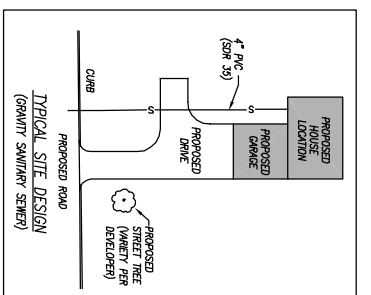 PROPOSED
HOUSE
LOCATION
PROPOSED
GARAGE
4" PVC
(SDR 35)
S
S
PROPOSED
DRIVE
PROPOSED
STREET TREE
(VARIETY PER
DEVELOPER)
CURB
PROPOSED ROAD
TYPICAL SITE DESIGN
(GRAVITY SANITARY SEWER)